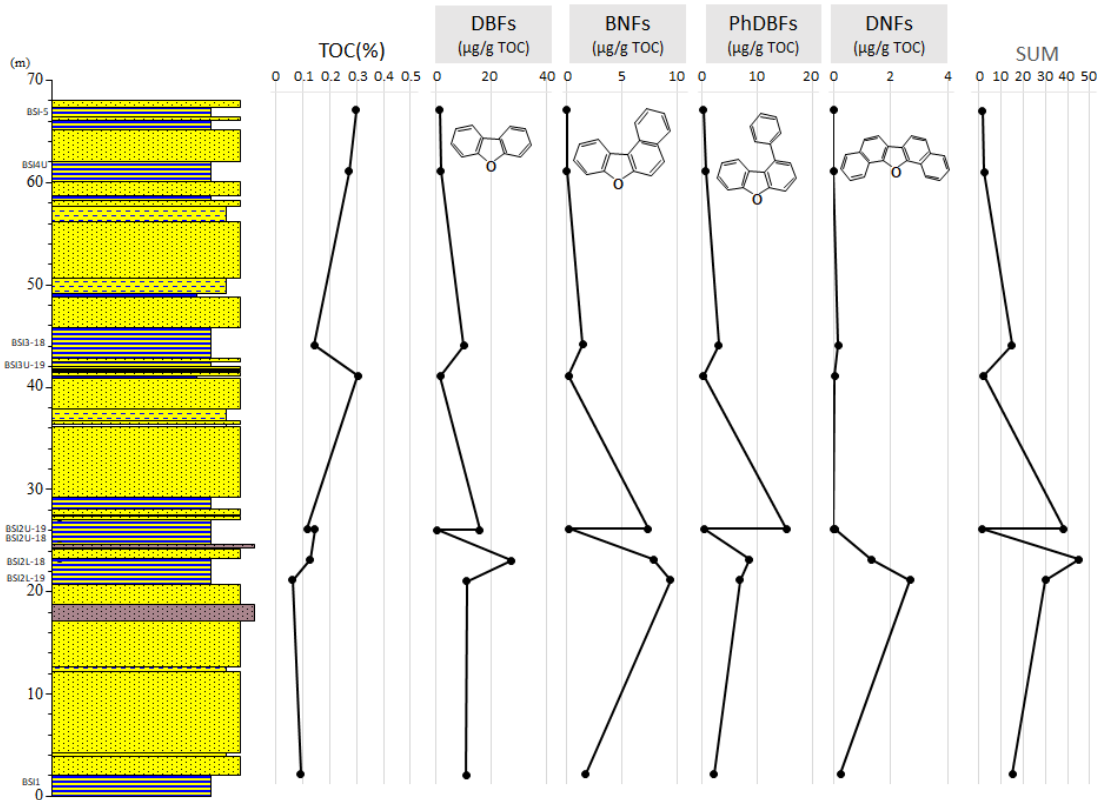 DBFs
BNFs
PhDBFs
DNFs
TOC(%)
(µg/g TOC)
(µg/g TOC)
(µg/g TOC)
(µg/g TOC)
SUM
(m)
0 0.1 0.2 0.3 0.4 0.5
0 20 40
0 5 10
0 10 20
0 2 4
0 10 20 30 40 50
70
BSI-5
BSI4U
60
50
BSI3-18
BSI3U-19
40
30
BSI2U-19
BSI2U-18
BSI2L-18
BSI2L-19
20
10
BSI1
0
O
O
O
O